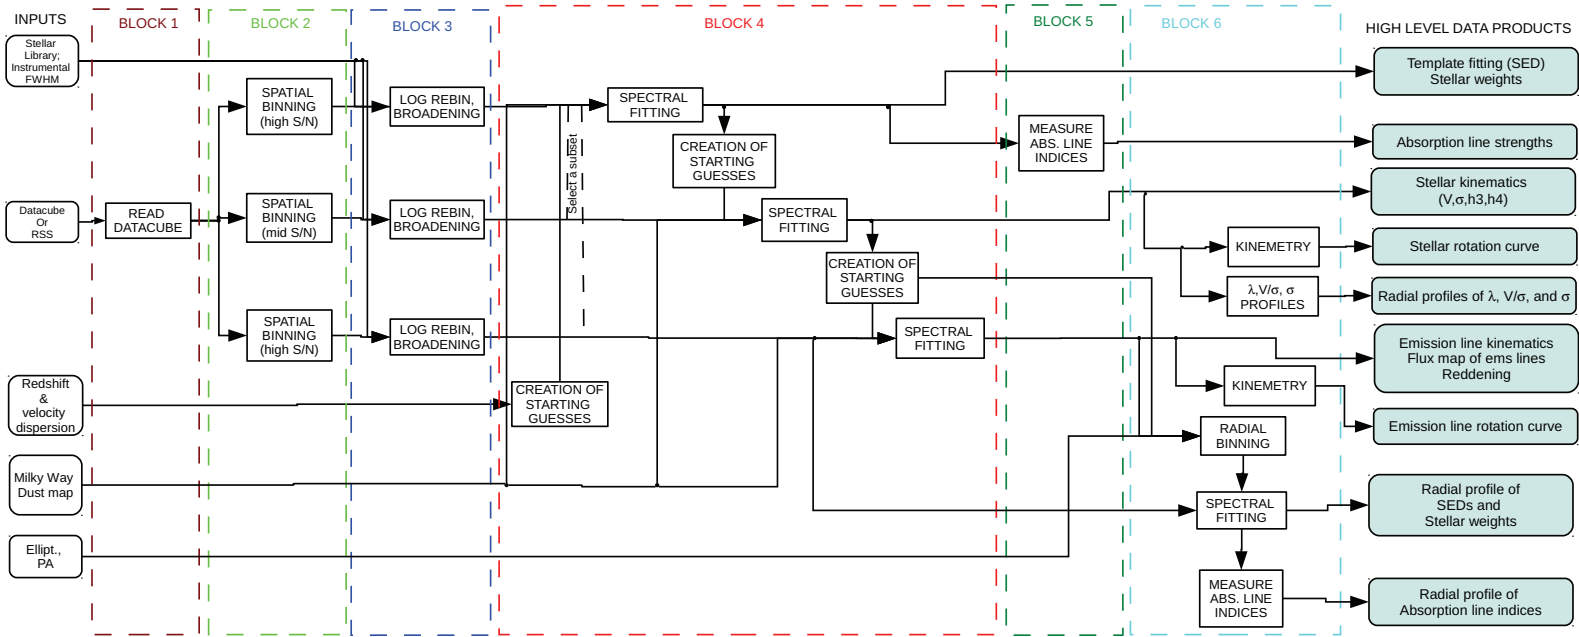 INPUTS
BLOCK 1
BLOCK 2
BLOCK 3
BLOCK 4
BLOCK 5
BLOCK 6
HIGH LEVEL DATA PRODUCTS
Stellar
Library;
Instrumental
FWHM
Datacube
Or
RSS
Redshift
&
velocity
dispersion
Milky Way
Dust map
Ellipt.,
PA
READ
DATACUBE
SPATIAL
BINNING
(high S/N)
SPATIAL
BINNING
(mid S/N)
SPATIAL
BINNING
(high S/N)
LOG REBIN,
BROADENING
LOG REBIN,
BROADENING
LOG REBIN,
BROADENING
SPECTRAL
FITTING
CREATION OF
STARTING
GUESSES
Select a subset
SPECTRAL
FITTING
CREATION OF
STARTING
GUESSES
SPECTRAL
FITTING
CREATION OF
STARTING
GUESSES
MEASURE
ABS. LINE
INDICES
KINEMETRY
λ,V/σ, σ
PROFILES
KINEMETRY
RADIAL
BINNING
SPECTRAL
FITTING
MEASURE
ABS. LINE
INDICES
Template fitting (SED)
Stellar weights
Absorption line strengths
Stellar kinematics
(V,σ,h3,h4)
Stellar rotation curve
Radial profiles of λ, V/σ, and σ
Emission line kinematics
Flux map of ems lines
Reddening
Emission line rotation curve
Radial profile of
SEDs and
Stellar weights
Radial profile of
Absorption line indices